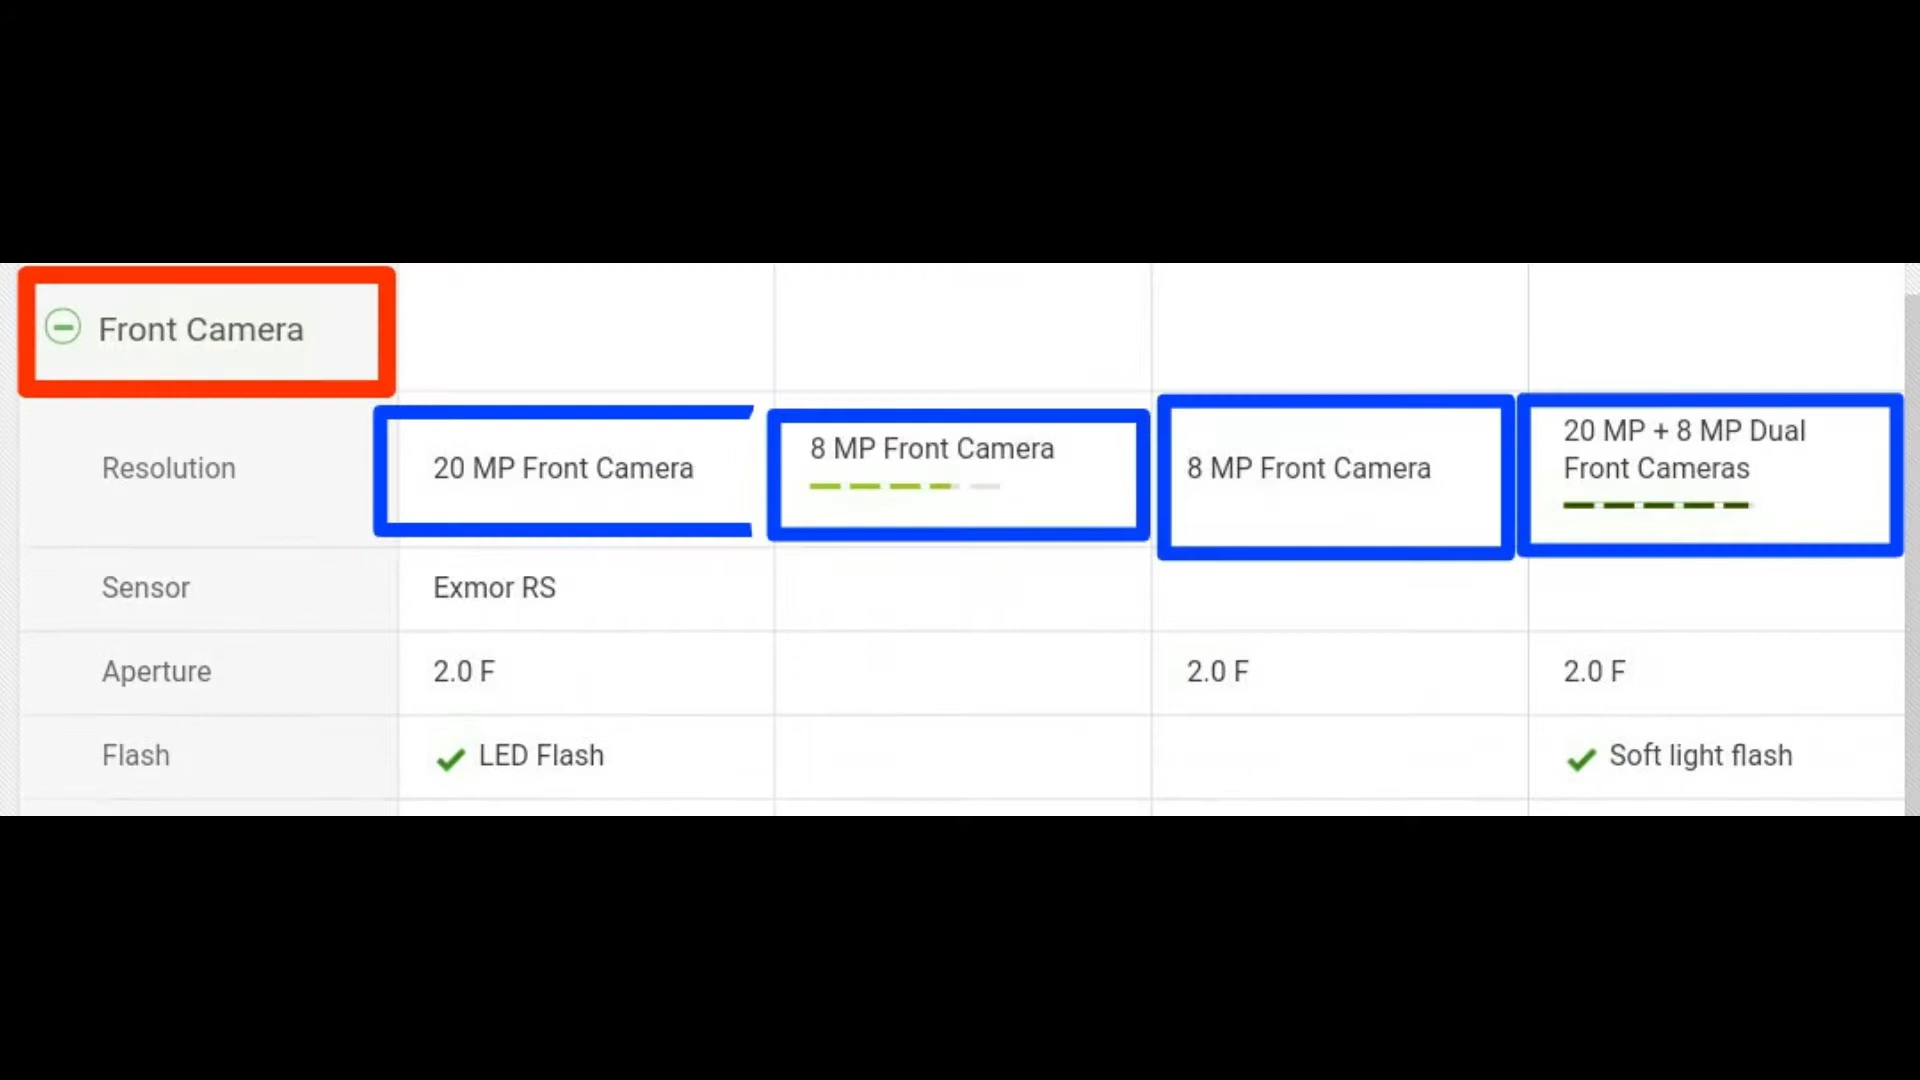 Front Camera
Resolution
20 MP Front Camera
8 MP Front Camera
8 MP Front Camera
20 MP + 8 MP Dual
Front Cameras
Sensor
Exmor RS
Aperture
2.0 F
2.0 F
2.0 F
Flash
LED Flash
Soft light flash